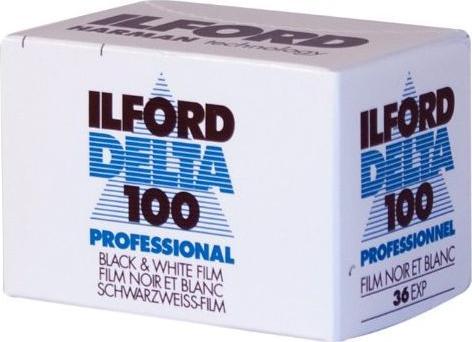 ILFORD
HARMAN technology
ILFORD
DELTA
100
PROFESSIONAL
BLACK & WHITE FILM
FILM NOIR ET BLANC
SCHWARZWEISS-FILM
ILFORD
DELTA
100
PROFESSIONNEL
FILM NOIR ET BLANC
36 EXP